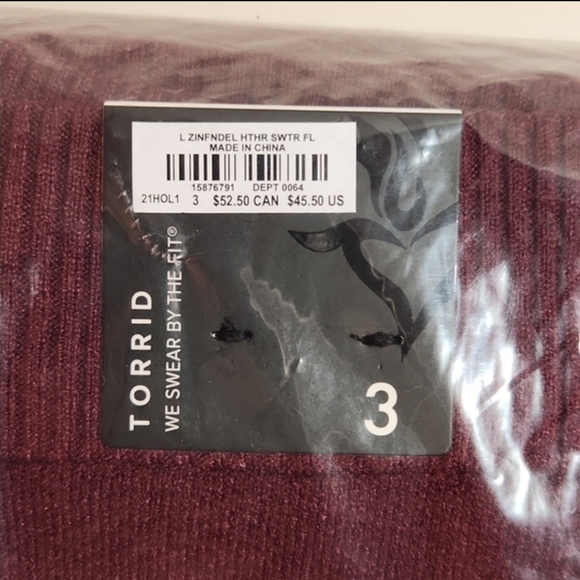 L ZINFNDEL HTHR SWTR FL
MADE IN CHINA
15876791 DEPT 0064
21HOL1 3 $52.50 CAN $45.50 US
TORRID
WE SWEAR BY THE FIT®
3